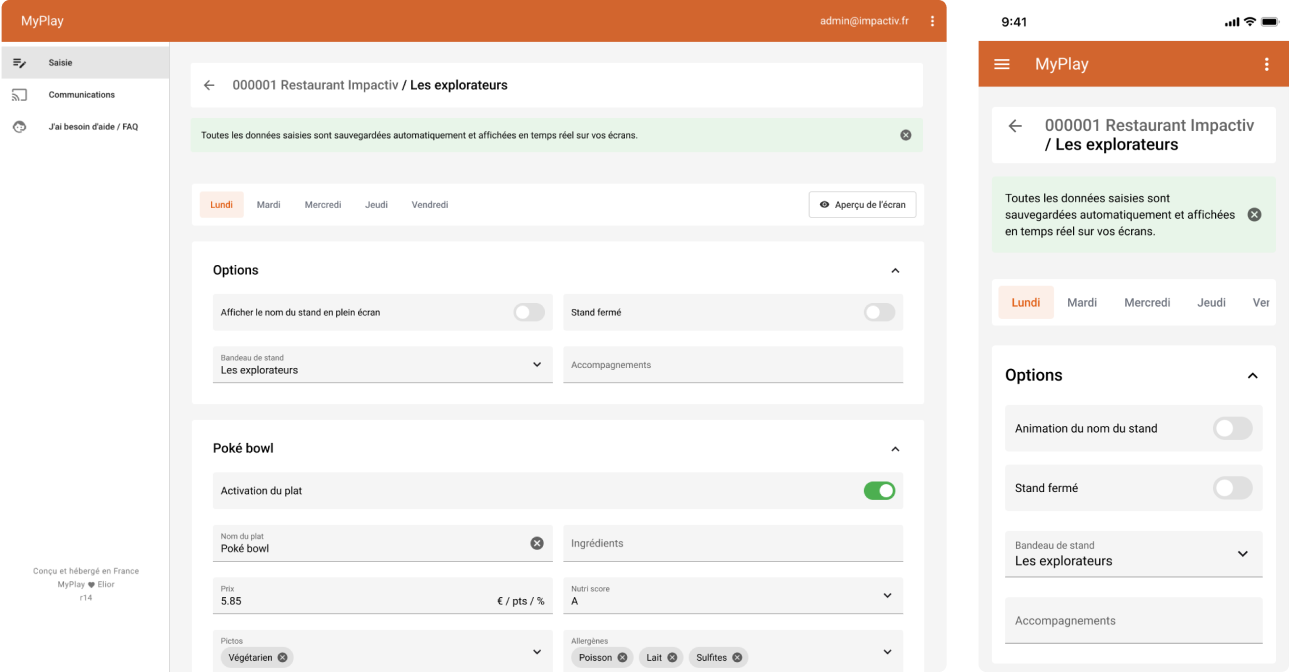 MyPlay
admin@impactiv.fr
Saisie
Communications
J'ai besoin d'aide / FAQ
000001 Restaurant Impactiv / Les explorateurs
Toutes les données saisies sont sauvegardées automatiquement et affichées en temps réel sur vos écrans.
Lundi Mardi Mercredi Jeudi Vendredi
Aperçu de l'écran
Options
Afficher le nom du stand en plein écran
Stand fermé
Bandeau de stand
Les explorateurs
Accompagnements
Poké bowl
Activation du plat
Nom du plat
Poké bowl
Ingrédients
Prix
5.85
€ / pts / %
Nutri score
A
Pictos
Végétarien
Allergènes
Poisson Lait Sulfites
Conçu et hébergé en France
MyPlay ♥ Elior
r14
9:41
MyPlay
000001 Restaurant Impactiv
/ Les explorateurs
Toutes les données saisies sont
sauvegardées automatiquement et affichées
en temps réel sur vos écrans.
Lundi Mardi Mercredi Jeudi Ver
Options
Animation du nom du stand
Stand fermé
Bandeau de stand
Les explorateurs
Accompagnements